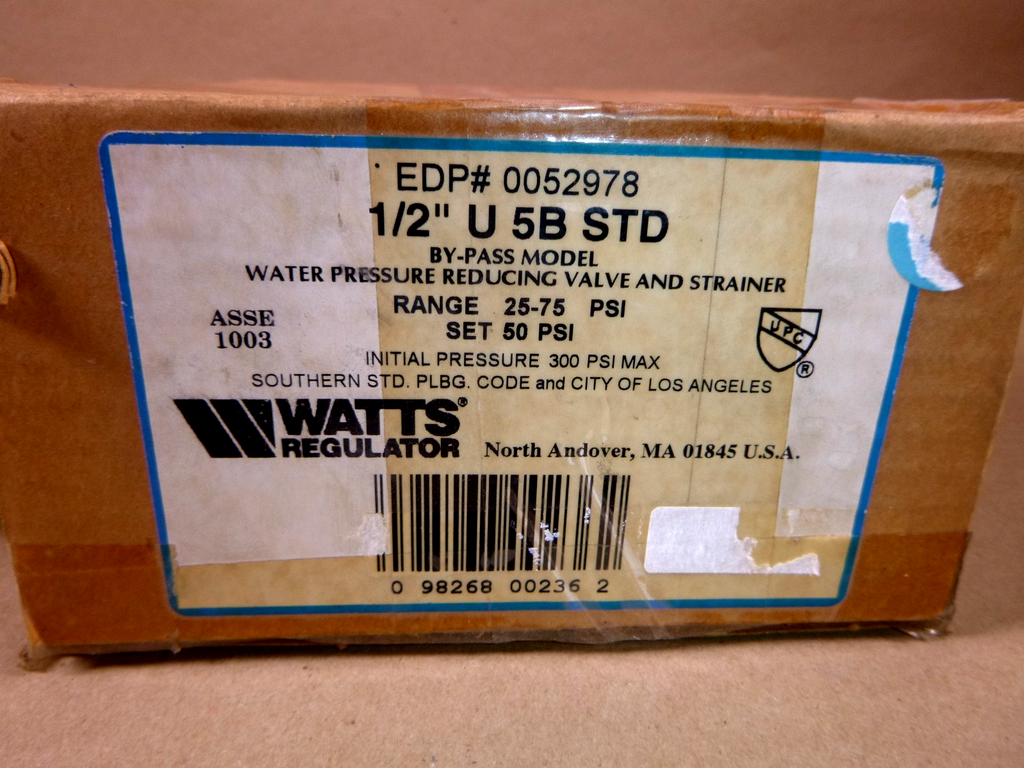 EDP# 0052978
1/2" U 5B STD
BY-PASS MODEL
WATER PRESSURE REDUCING VALVE AND STRAINER
RANGE 25-75 PSI
SET 50 PSI
ASSE
1003
UPC ®
INITIAL PRESSURE 300 PSI MAX
SOUTHERN STD. PLBG. CODE and CITY OF LOS ANGELES
WATTS®
REGULATOR
North Andover, MA 01845 U.S.A.
0 98268 00236 2